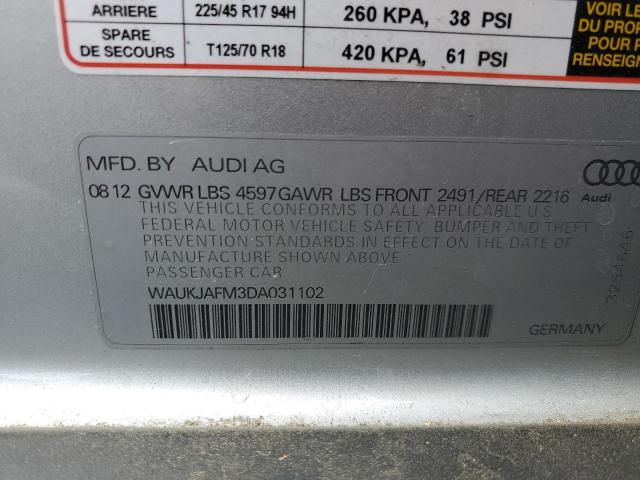 ARRIERE 225/45 R17 94H 260 KPA, 38 PSI
SPARE
DE SECOURS T125/70 R18 420 KPA, 61 PSI
VOIR LE
DU PROP
POUR
RENSEIGN
MFD. BY AUDI AG
08 12 GVWR LBS 4597 GAWR LBS FRONT 2491/REAR 2216
THIS VEHICLE CONFORMS TO ALL APPLICABLE U S
FEDERAL MOTOR VEHICLE SAFETY, BUMPER AND THEFT
PREVENTION STANDARDS IN EFFECT ON THE DATE OF
MANUFACTURE SHOWN ABOVE
PASSENGER CAR
WAUKJAFM3DA031102
GERMANY
Audi
3254646